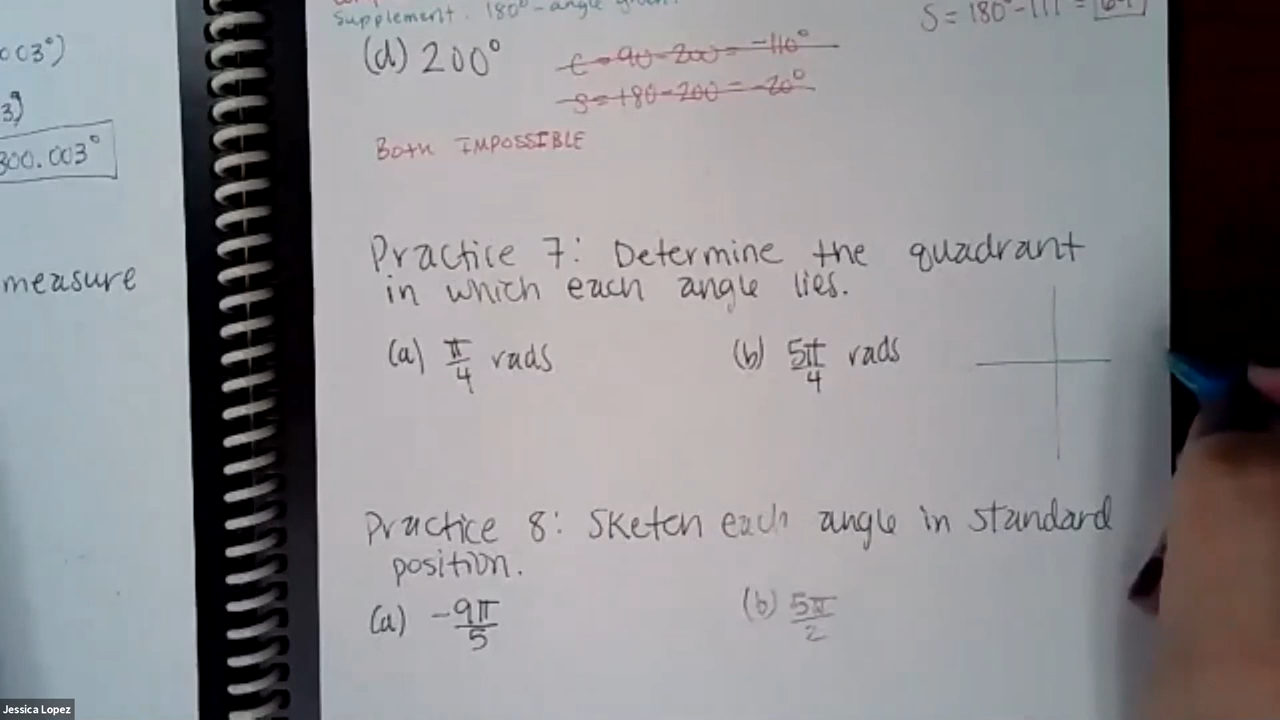 003°)
3)
300.003°
measure
Supplement: 180° - angle given.
S = 180° - 111° =
(d) 200°
C = 90 - 200 = -110°
S = 180 - 200 = -20°
BOTH IMPOSSIBLE
Practice 7: Determine the quadrant
in which each angle lies.
(a) π/4 rads
(b) 5π/4 rads
Practice 8: Sketch each angle in standard
position.
(a) -9π/5
(b) 5π/2
Jessica Lopez